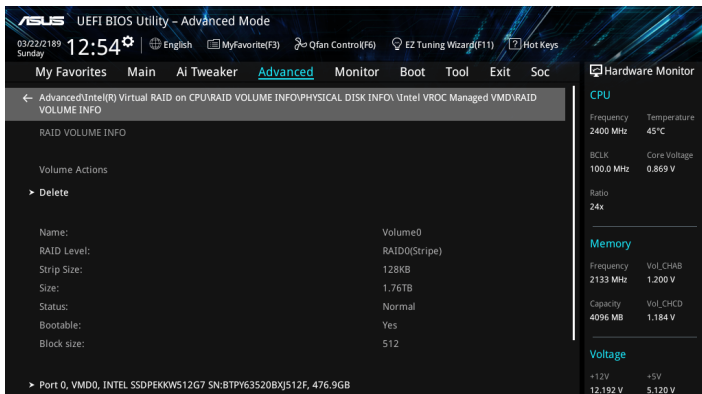 ASUS UEFI BIOS Utility – Advanced Mode
03/22/2189
Sunday
12:54
English MyFavorite(F3) Qfan Control(F6) EZ Tuning Wizard(F11) ? Hot Keys
My Favorites Main Ai Tweaker Advanced Monitor Boot Tool Exit Soc
← Advanced\Intel(R) Virtual RAID on CPU\RAID VOLUME INFO\PHYSICAL DISK INFO\ \Intel VROC Managed VMD\RAID
VOLUME INFO
RAID VOLUME INFO
Volume Actions
➤ Delete
Name: Volume0
RAID Level: RAID0(Stripe)
Strip Size: 128KB
Size: 1.76TB
Status: Normal
Bootable: Yes
Block size: 512
➤ Port 0, VMD0, INTEL SSDPEKKW512G7 SN:BTPY63520BXJ512F, 476.9GB
Hardware Monitor
CPU
Frequency Temperature
2400 MHz 45°C
BCLK Core Voltage
100.0 MHz 0.869 V
Ratio
24x
Memory
Frequency Vol_CHAB
2133 MHz 1.200 V
Capacity Vol_CHCD
4096 MB 1.184 V
Voltage
+12V +5V
12.192 V 5.120 V